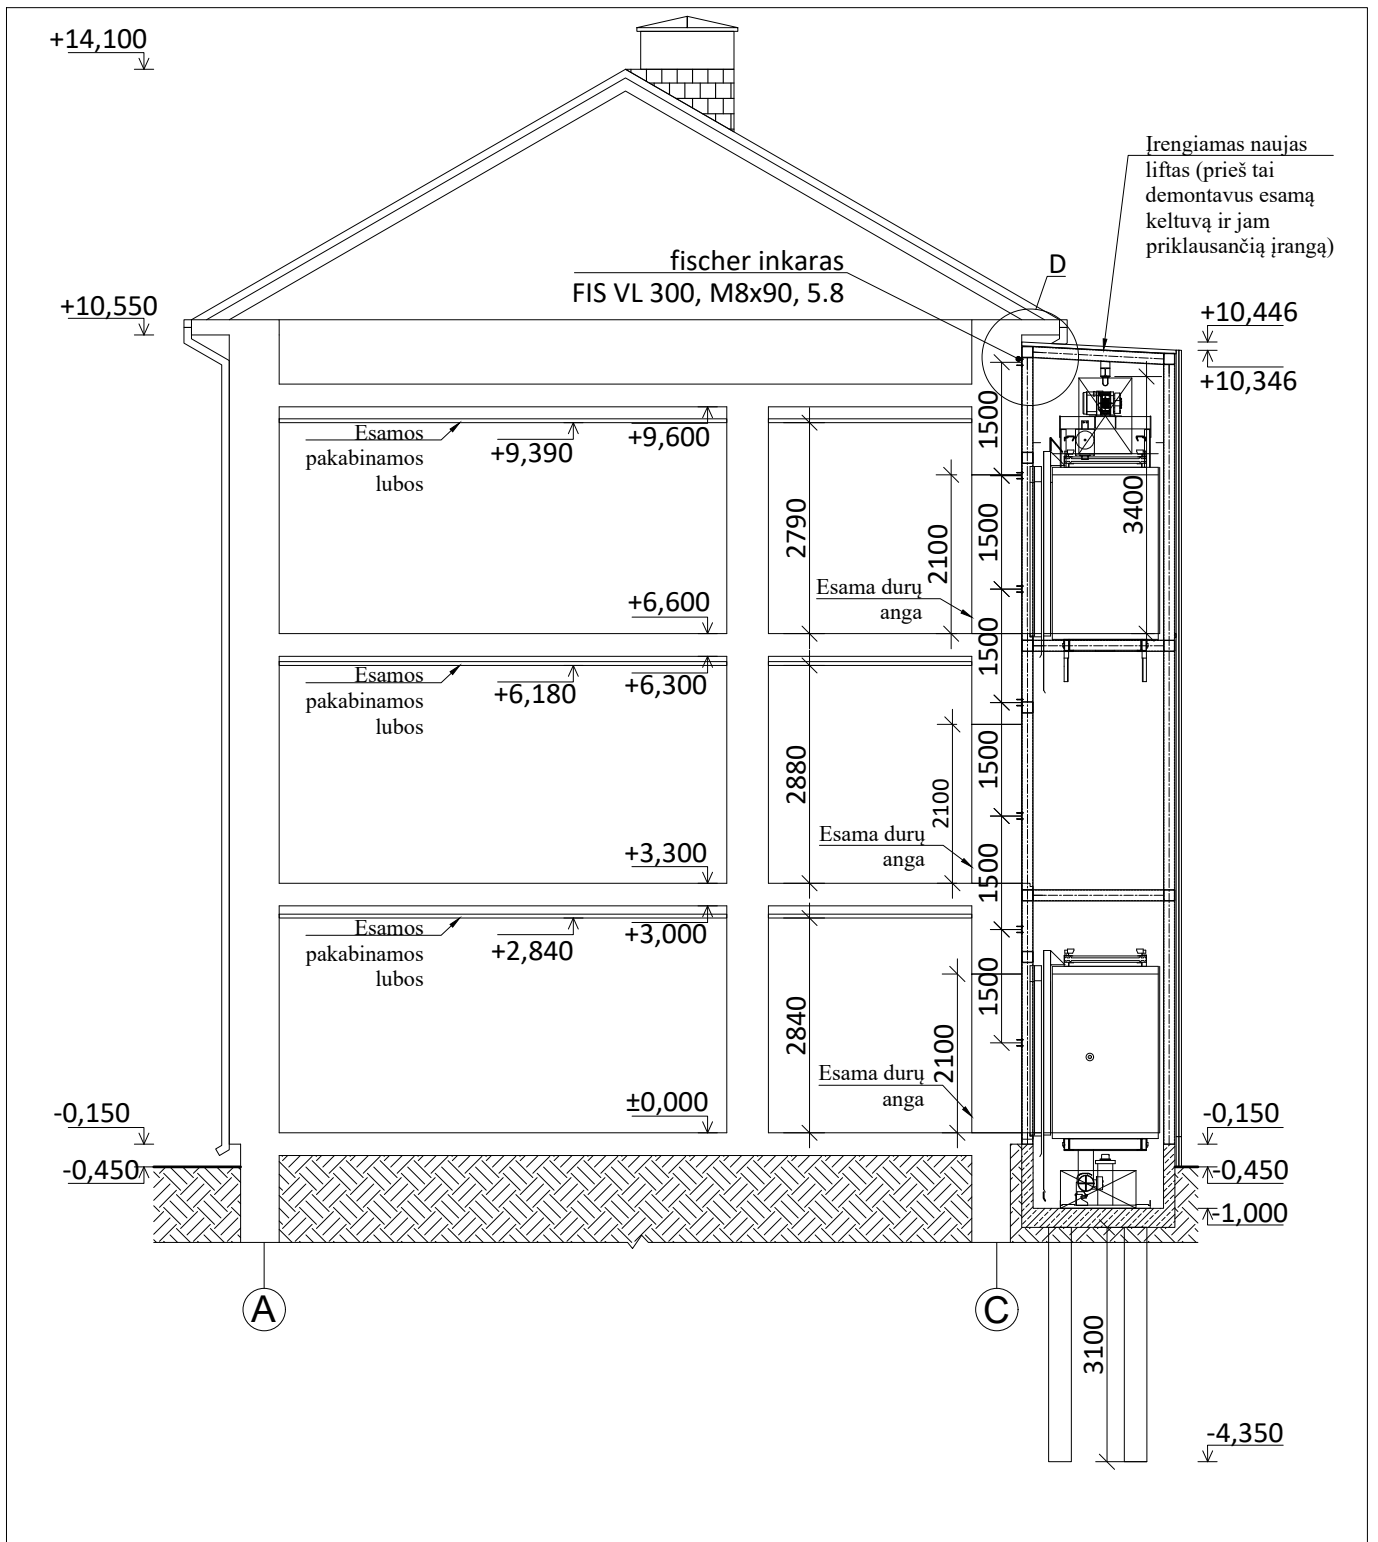 +14,100
Įrengiamas naujas
liftas (prieš tai
demontavus esamą
keltuvą ir jam
priklausančią įrangą)
fischer inkaras
FIS VL 300, M8x90, 5.8
D
+10,550
+10,446
+10,346
1500
Esamos
pakabinamos
lubos
+9,390
+9,600
2790
2100
1500
3400
Esama durų
anga
+6,600
1500
Esamos
pakabinamos
lubos
+6,180
+6,300
2880
2100
1500
Esama durų
anga
+3,300
1500
Esamos
pakabinamos
lubos
+2,840
+3,000
2840
2100
1500
Esama durų
anga
±0,000
-0,150
-0,450
-0,150
-0,450
-1,000
A
C
3100
-4,350